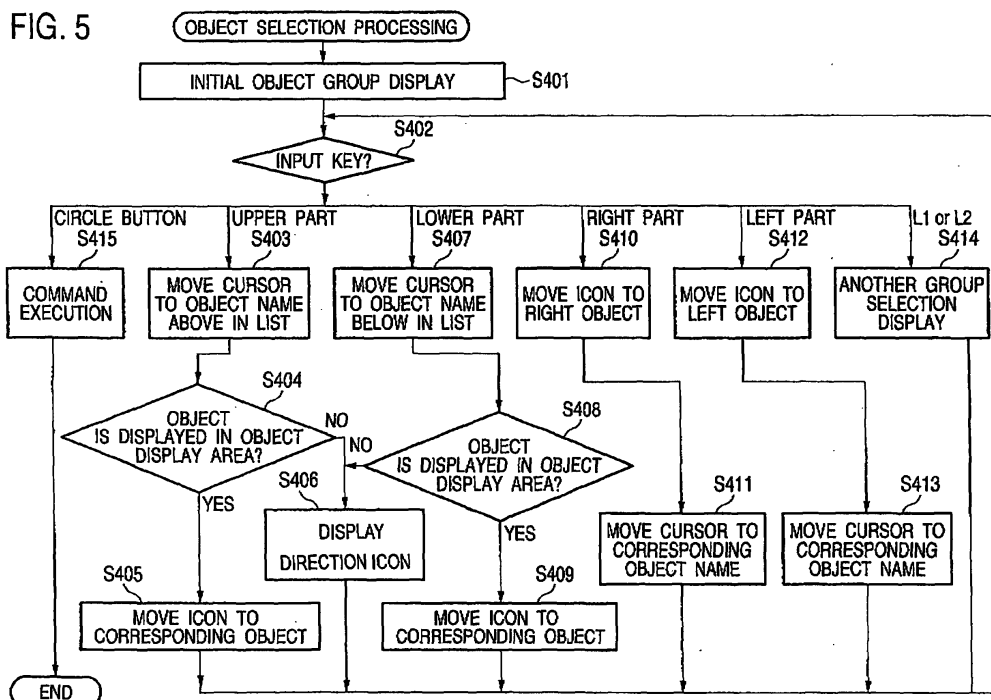 FIG. 5
OBJECT SELECTION PROCESSING
INITIAL OBJECT GROUP DISPLAY
S401
S402
INPUT KEY?
CIRCLE BUTTON
S415
UPPER PART
S403
LOWER PART
S407
RIGHT PART
S410
LEFT PART
S412
L1 or L2
S414
COMMAND
EXECUTION
MOVE CURSOR
TO OBJECT NAME
ABOVE IN LIST
MOVE CURSOR
TO OBJECT NAME
BELOW IN LIST
MOVE ICON TO
RIGHT OBJECT
MOVE ICON TO
LEFT OBJECT
ANOTHER GROUP
SELECTION
DISPLAY
S404
OBJECT
IS DISPLAYED IN OBJECT
DISPLAY AREA?
NO
YES
S408
OBJECT
IS DISPLAYED IN OBJECT
DISPLAY AREA?
NO
YES
S406
DISPLAY
DIRECTION ICON
S411
MOVE CURSOR TO
CORRESPONDING
OBJECT NAME
S413
MOVE CURSOR TO
CORRESPONDING
OBJECT NAME
S405
MOVE ICON TO
CORRESPONDING OBJECT
S409
MOVE ICON TO
CORRESPONDING OBJECT
END